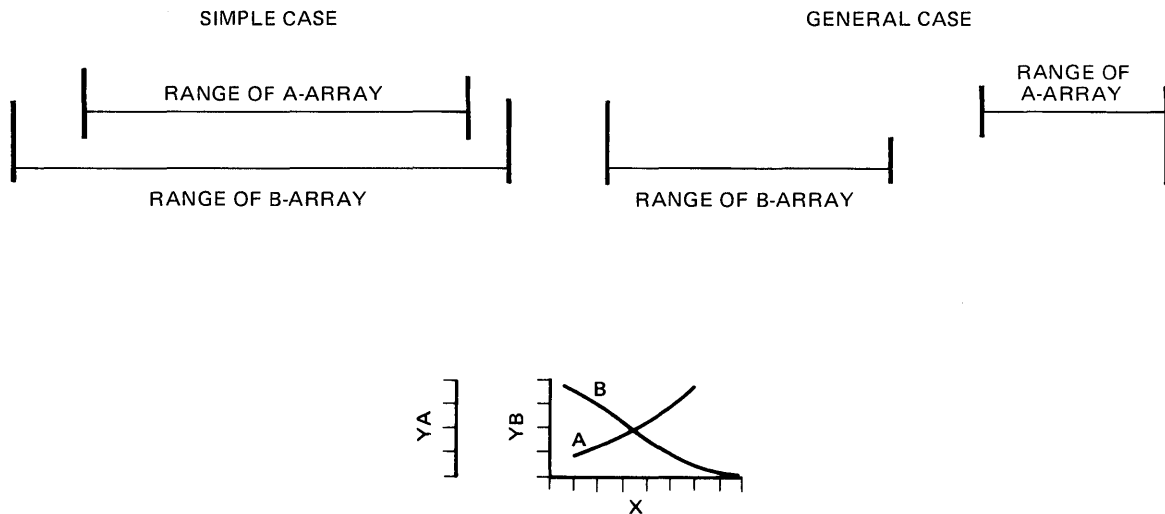 SIMPLE CASE
GENERAL CASE
RANGE OF A-ARRAY
RANGE OF
A-ARRAY
RANGE OF B-ARRAY
RANGE OF B-ARRAY
YA
YB
B
A
X